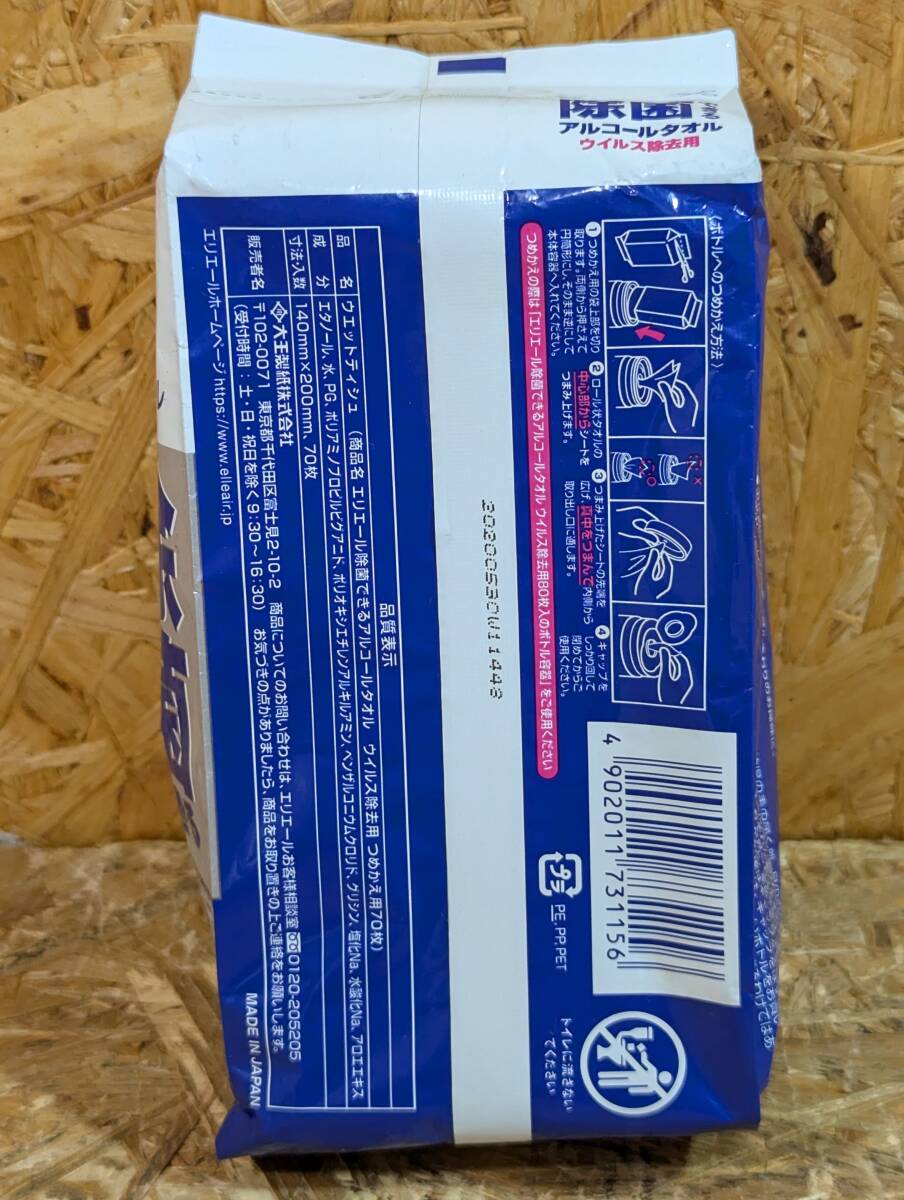 除菌できる
アルコールタオル
ウイルス除去用
〈ボトルへのつめかえ方法〉
1 つめかえ用の袋上部を切り
取ります。両側から押さえて
円筒形にし、そのまま逆にして
本体容器へ入れてください。
2 ロール状タオルの
中心部からシートを
つまみ上げます。
3 つまみ上げたシートの先端を
広げ、真中をつまんで内側から
取り出し口に通します。
4 キャップを
しっかり回して
閉めてからご
使用ください。
つめかえの際は「エリエール除菌できるアルコールタオル ウイルス除去用80枚入のボトル容器」をご使用ください
4 902011 731156
PE,PP,PET
プラ
トイレに流さない
でください
20200530W11448
品質表示
品 名 ウエットティシュ (商品名 エリエール除菌できるアルコールタオル ウイルス除去用 つめかえ用70枚)
成 分 エタノール、水、PG、ポリアミノプロピルビグアニド、ポリオキシエチレンアルキルアミン、ベンザルコニウムクロリド、グリシン、塩化Na、水酸化Na、アロエエキス
寸法・入数 140mm×200mm、70枚
販売者名 大王製紙株式会社
〒102-0071 東京都千代田区富士見2-10-2 商品についてのお問い合わせは、エリエールお客様相談室 0120-205205
(受付時間:土・日・祝日を除く9:30〜16:30) お気づきの点がありましたら、商品をお取り置きの上ご連絡をお願いします。
エリエールホームページ https://www.elleair.jp
MADE IN JAPAN